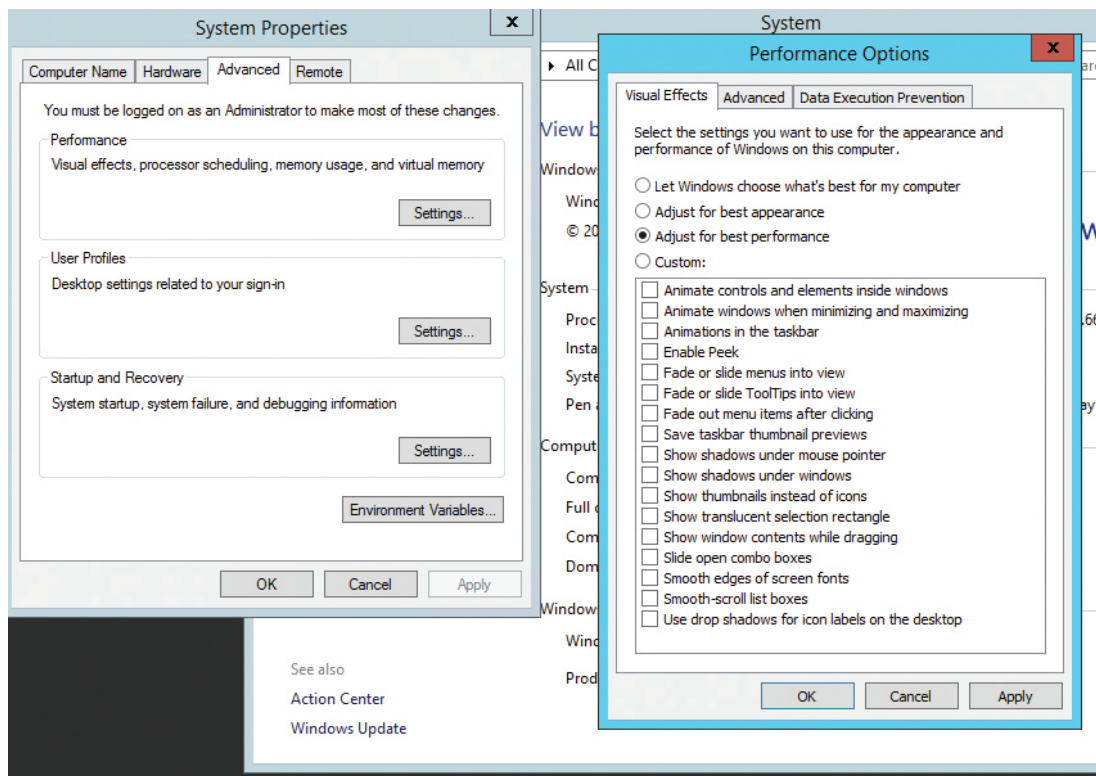 System Properties
x
Computer Name
Hardware
Advanced
Remote
You must be logged on as an Administrator to make most of these changes.
Performance
Visual effects, processor scheduling, memory usage, and virtual memory
Settings...
User Profiles
Desktop settings related to your sign-in
Settings...
Startup and Recovery
System startup, system failure, and debugging information
Settings...
Environment Variables...
OK
Cancel
Apply
System
All C
View b
Window
Wind
© 20
System
Proc
Insta
Syste
Pen a
Comput
Com
Full c
Com
Dom
Window
Wind
Prod
See also
Action Center
Windows Update
Performance Options
x
Visual Effects
Advanced
Data Execution Prevention
Select the settings you want to use for the appearance and
performance of Windows on this computer.
Let Windows choose what's best for my computer
Adjust for best appearance
Adjust for best performance
Custom:
Animate controls and elements inside windows
Animate windows when minimizing and maximizing
Animations in the taskbar
Enable Peek
Fade or slide menus into view
Fade or slide ToolTips into view
Fade out menu items after clicking
Save taskbar thumbnail previews
Show shadows under mouse pointer
Show shadows under windows
Show thumbnails instead of icons
Show translucent selection rectangle
Show window contents while dragging
Slide open combo boxes
Smooth edges of screen fonts
Smooth-scroll list boxes
Use drop shadows for icon labels on the desktop
OK
Cancel
Apply